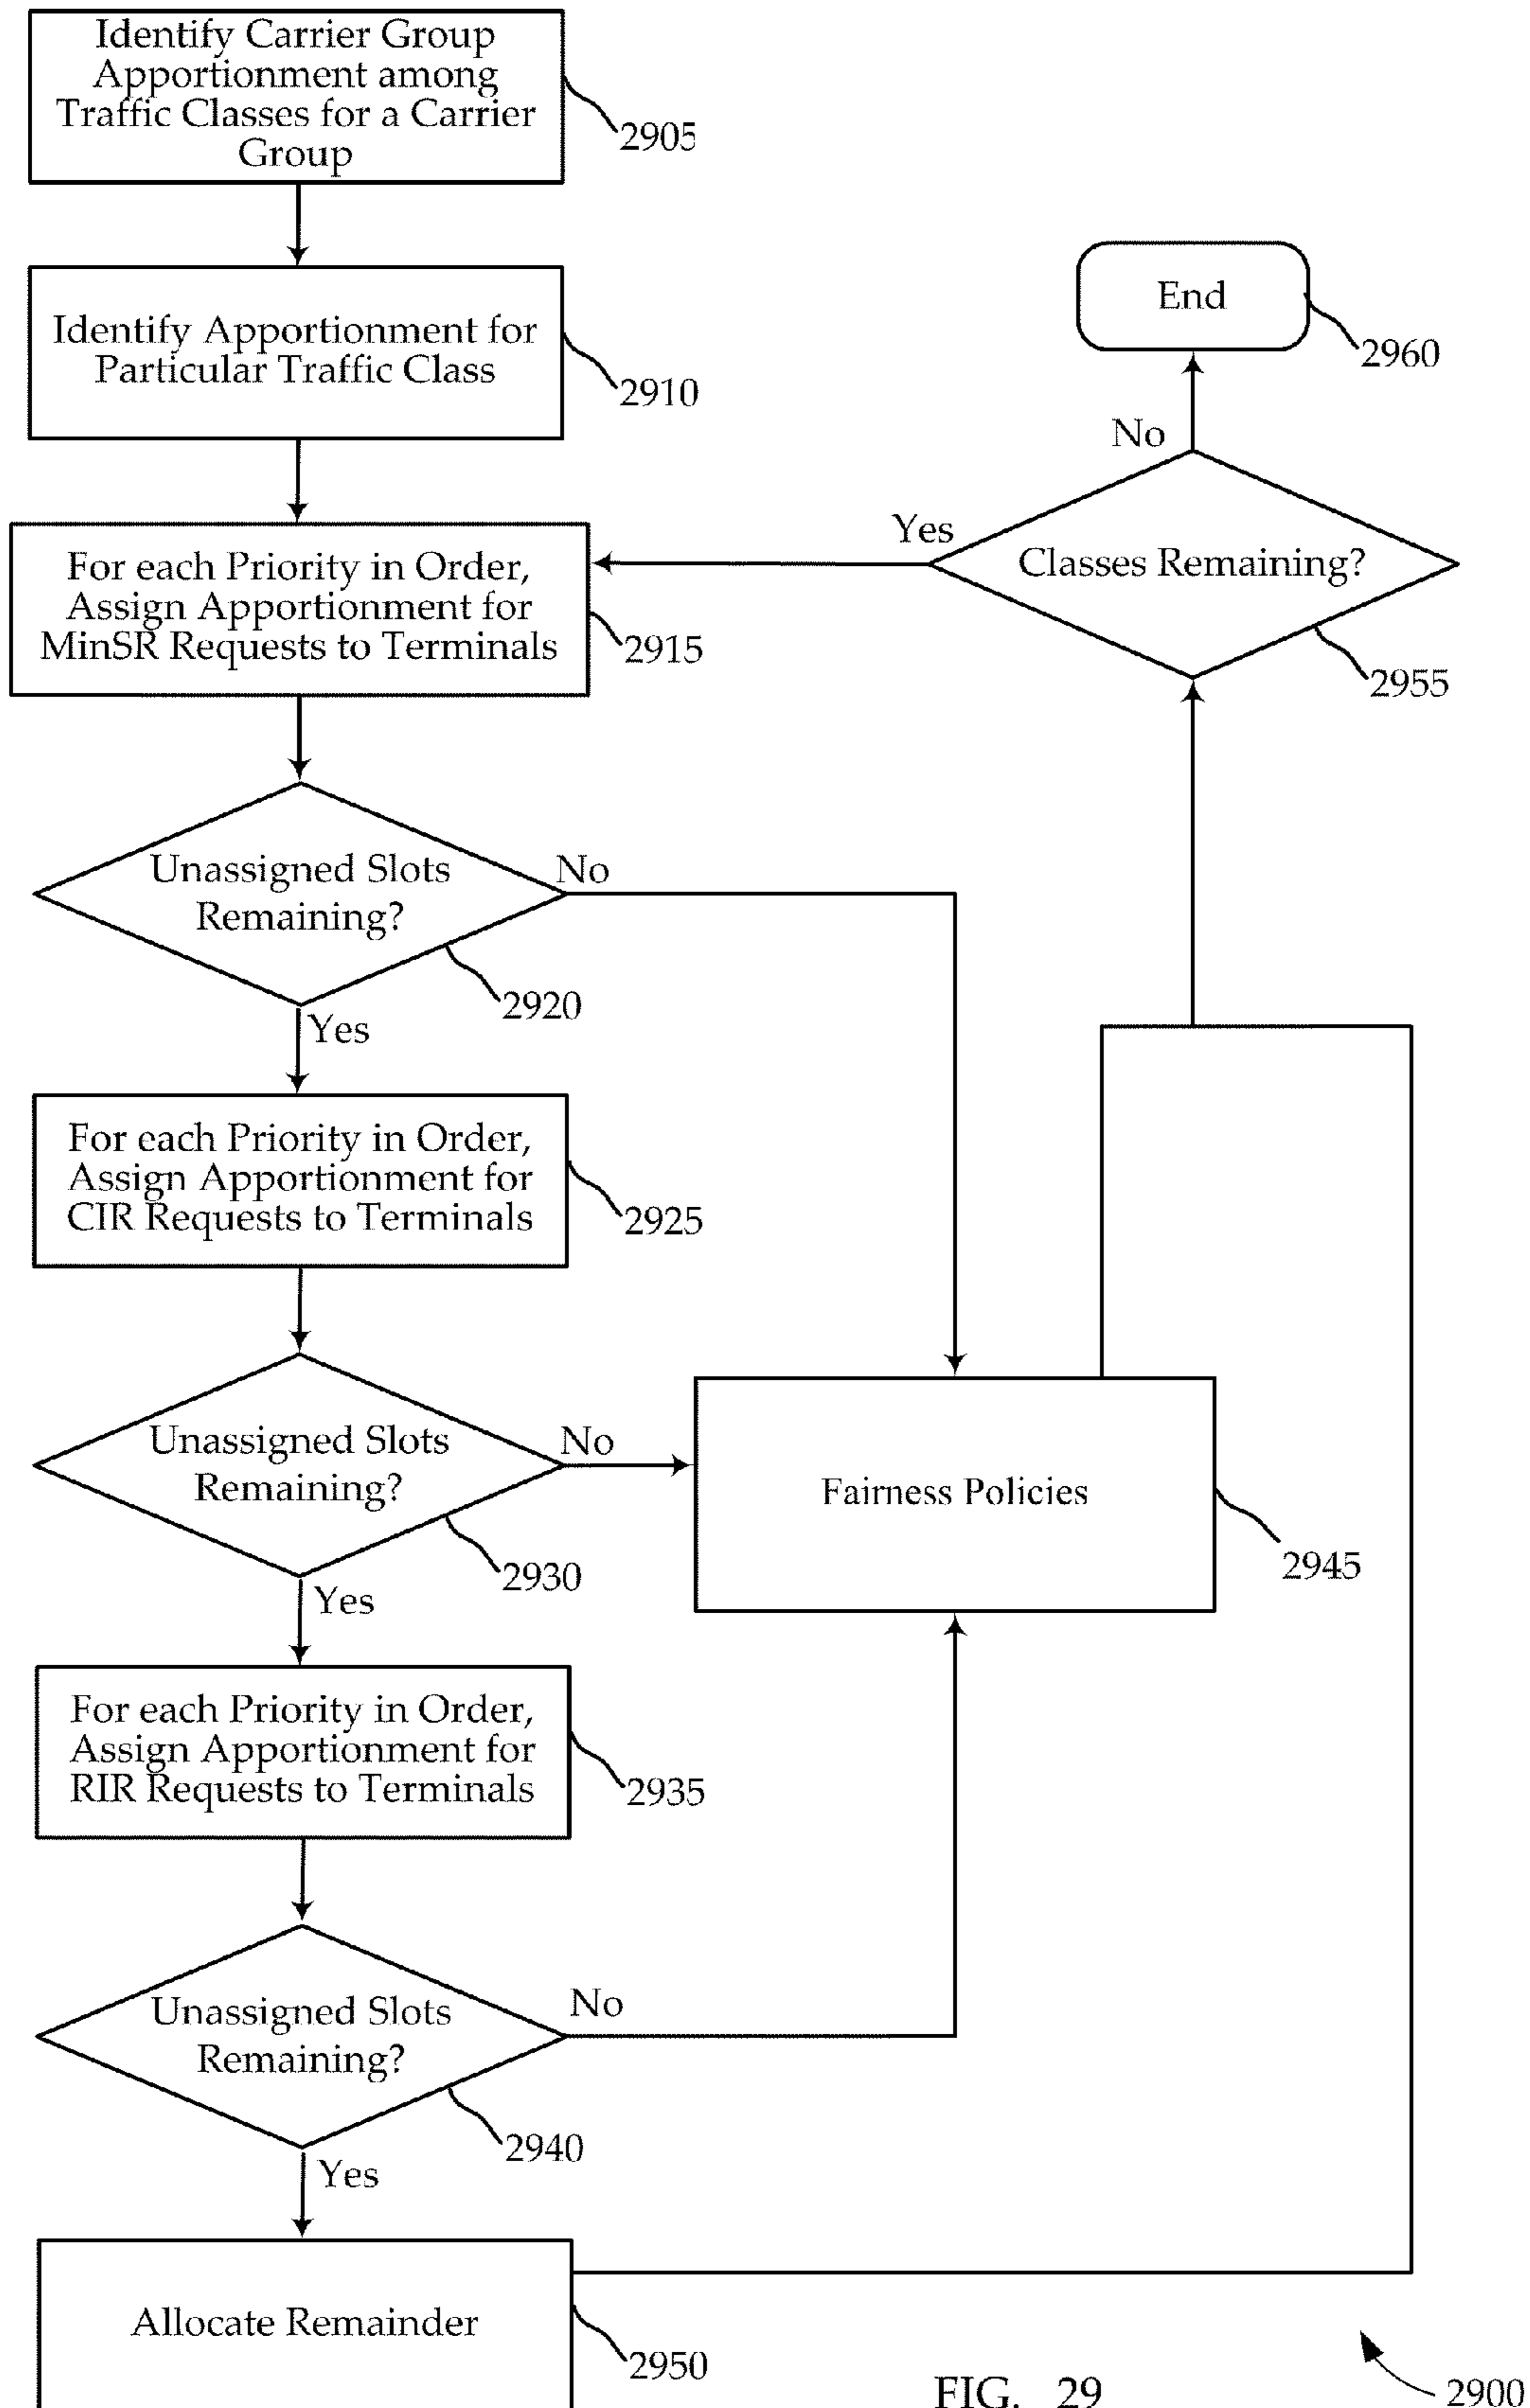 Identify Carrier Group
Apportionment among
Traffic Classes for a Carrier
Group
2905
Identify Apportionment for
Particular Traffic Class
2910
End
2960
No
Yes
Classes Remaining?
2955
For each Priority in Order,
Assign Apportionment for
MinSR Requests to Terminals
2915
Unassigned Slots
Remaining?
No
2920
Yes
For each Priority in Order,
Assign Apportionment for
CIR Requests to Terminals
2925
Unassigned Slots
Remaining?
No
2930
Yes
Fairness Policies
2945
For each Priority in Order,
Assign Apportionment for
RIR Requests to Terminals
2935
Unassigned Slots
Remaining?
No
2940
Yes
Allocate Remainder
2950
FIG. 29
2900